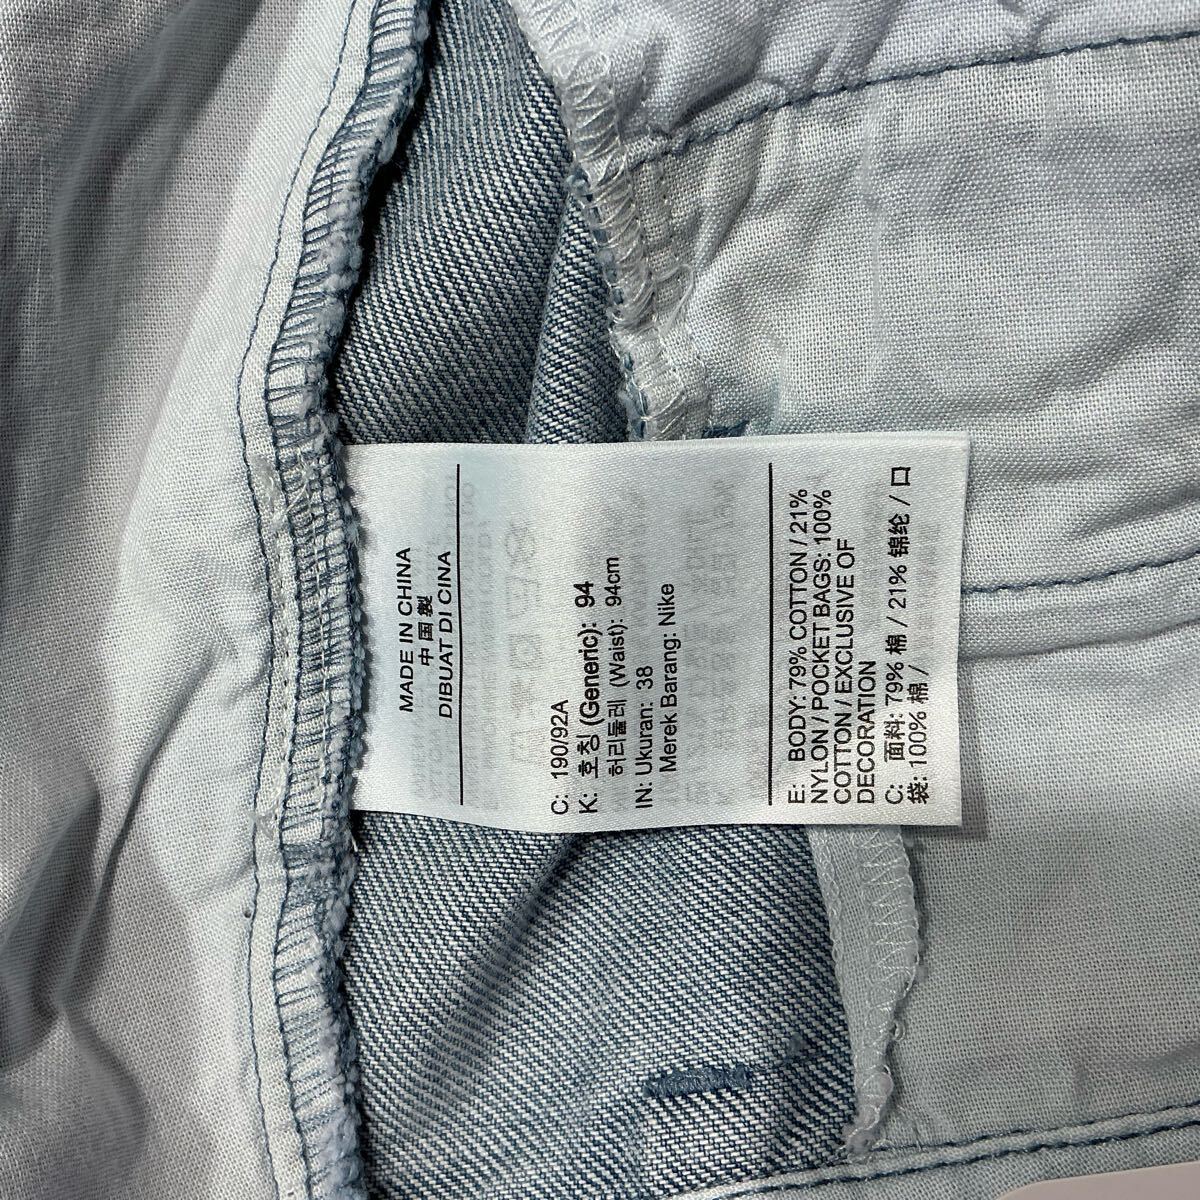 MADE IN CHINA
中国製
DIBUAT DI CINA
C: 190/92A
K: 호칭 (Generic): 94
허리둘레 (Waist): 94cm
IN: Ukuran: 38
Merek Barang: Nike
E: BODY: 79% COTTON / 21%
NYLON / POCKET BAGS: 100%
COTTON / EXCLUSIVE OF
DECORATION
C: 面料: 79% 棉 / 21% 锦纶 / 口
袋: 100% 棉 /